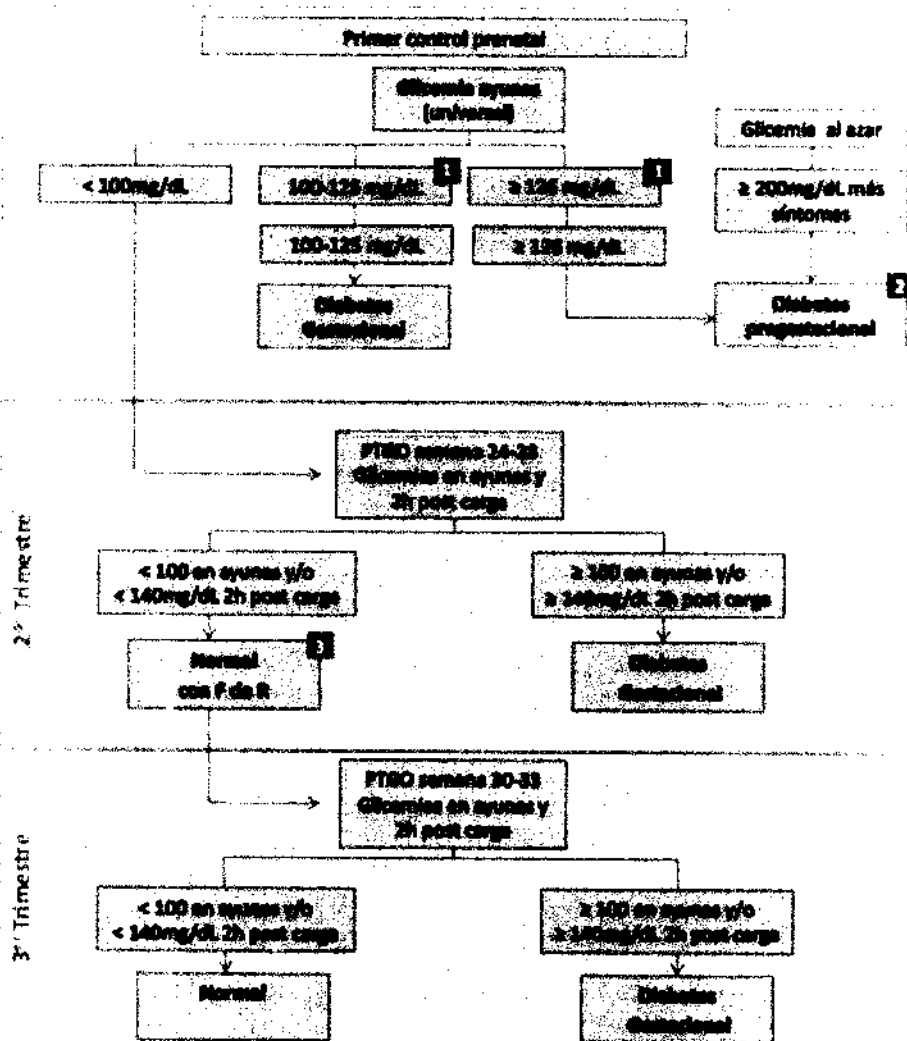 Primer control prenatal
Glicemia ayunas
(universal)
Glicemia al azar
< 100mg/dL
100-125 mg/dL
1
≥ 126 mg/dL
1
≥ 200mg/dL más
síntomas
100-125 mg/dL
≥ 126 mg/dL
Diabetes
Gestacional
Diabetes
pregestacional
2
2º Trimestre
PTGO semana 24-28
Glicemias en ayunas y
2h post carga
< 100 en ayunas y/o
< 140mg/dL 2h post carga
≥ 100 en ayunas y/o
≥ 140mg/dL 2h post carga
Normal
con F de R
3
Diabetes
Gestacional
3er Trimestre
PTGO semana 30-33
Glicemias en ayunas y
2h post carga
< 100 en ayunas y/o
< 140mg/dL 2h post carga
≥ 100 en ayunas y/o
≥ 140mg/dL 2h post carga
Normal
Diabetes
Gestacional